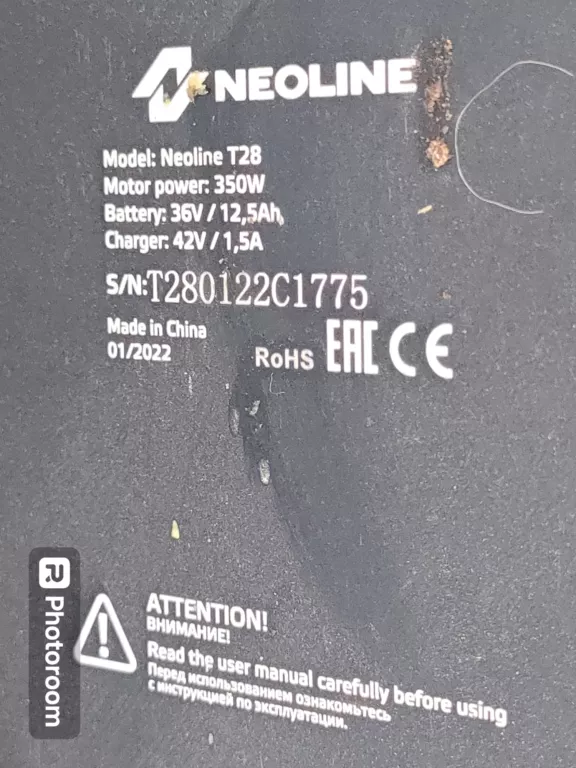 NEOLINE
Model: Neoline T28
Motor power: 350W
Battery: 36V / 12,5Ah
Charger: 42V / 1,5A
S/N:T280122C1775
Made in China
01/2022
RoHS EAC CE
ATTENTION!
ВНИМАНИЕ!
Read the user manual carefully before using
Перед использованием ознакомьтесь
с инструкцией по эксплуатации.
Photoroom